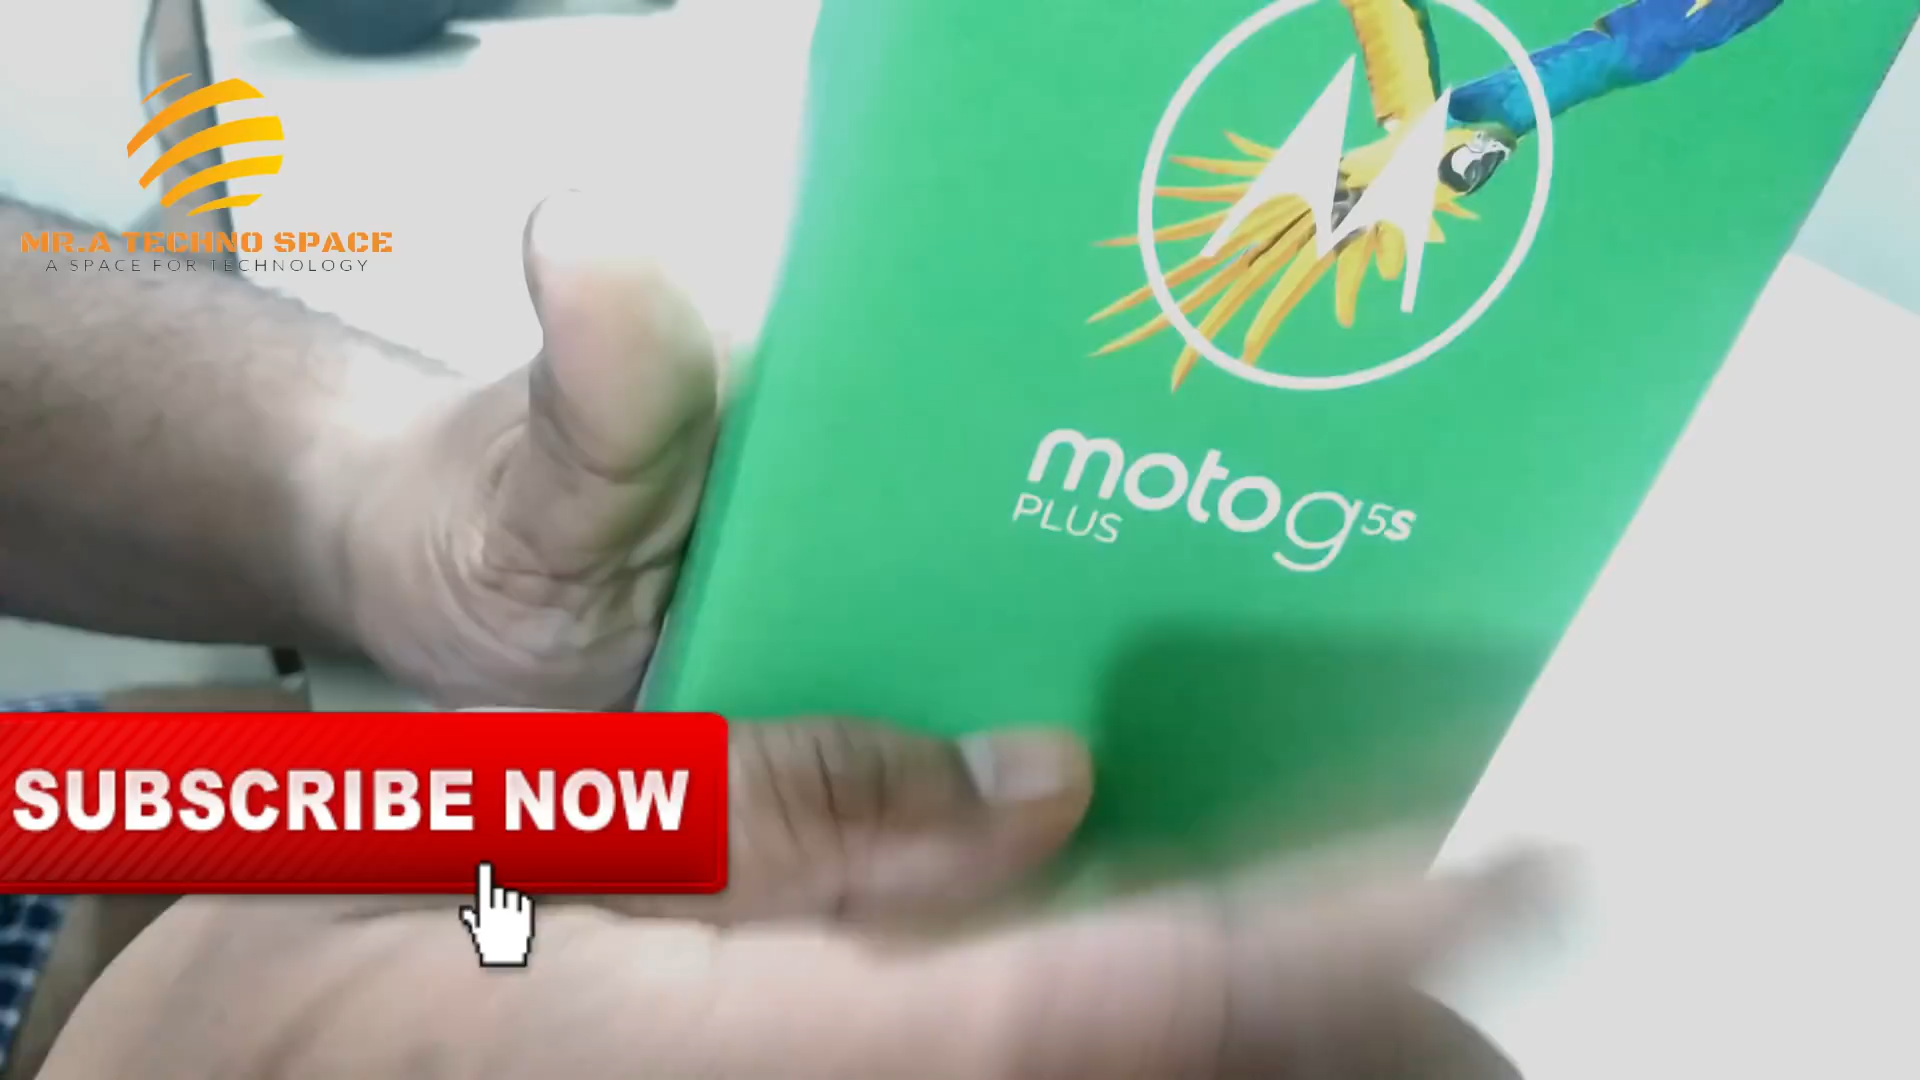 MR.A TECHNO SPACE
A SPACE FOR TECHNOLOGY
moto g5s
PLUS
SUBSCRIBE NOW